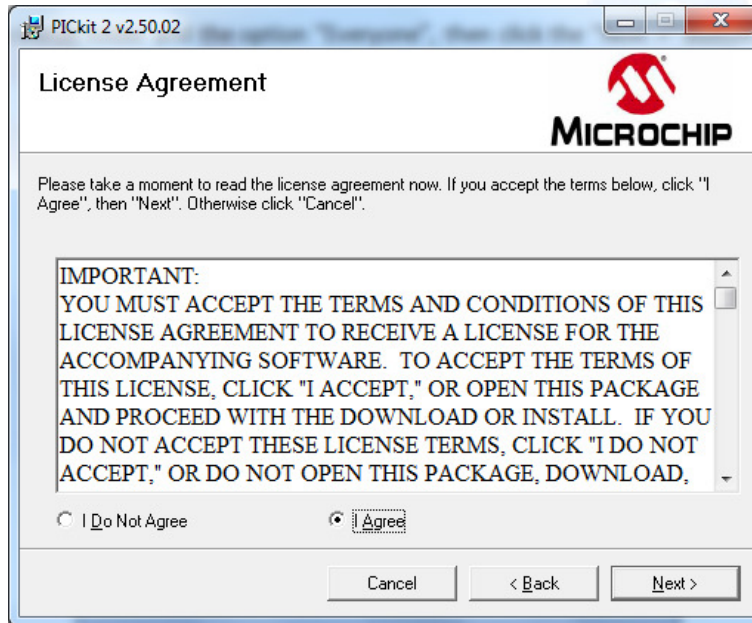 PICkit 2 v2.50.02
License Agreement
MICROCHIP
Please take a moment to read the license agreement now. If you accept the terms below, click "I
Agree", then "Next". Otherwise click "Cancel".
IMPORTANT:
YOU MUST ACCEPT THE TERMS AND CONDITIONS OF THIS
LICENSE AGREEMENT TO RECEIVE A LICENSE FOR THE
ACCOMPANYING SOFTWARE. TO ACCEPT THE TERMS OF
THIS LICENSE, CLICK "I ACCEPT," OR OPEN THIS PACKAGE
AND PROCEED WITH THE DOWNLOAD OR INSTALL. IF YOU
DO NOT ACCEPT THESE LICENSE TERMS, CLICK "I DO NOT
ACCEPT," OR DO NOT OPEN THIS PACKAGE, DOWNLOAD,
I Do Not Agree I Agree
Cancel < Back Next >